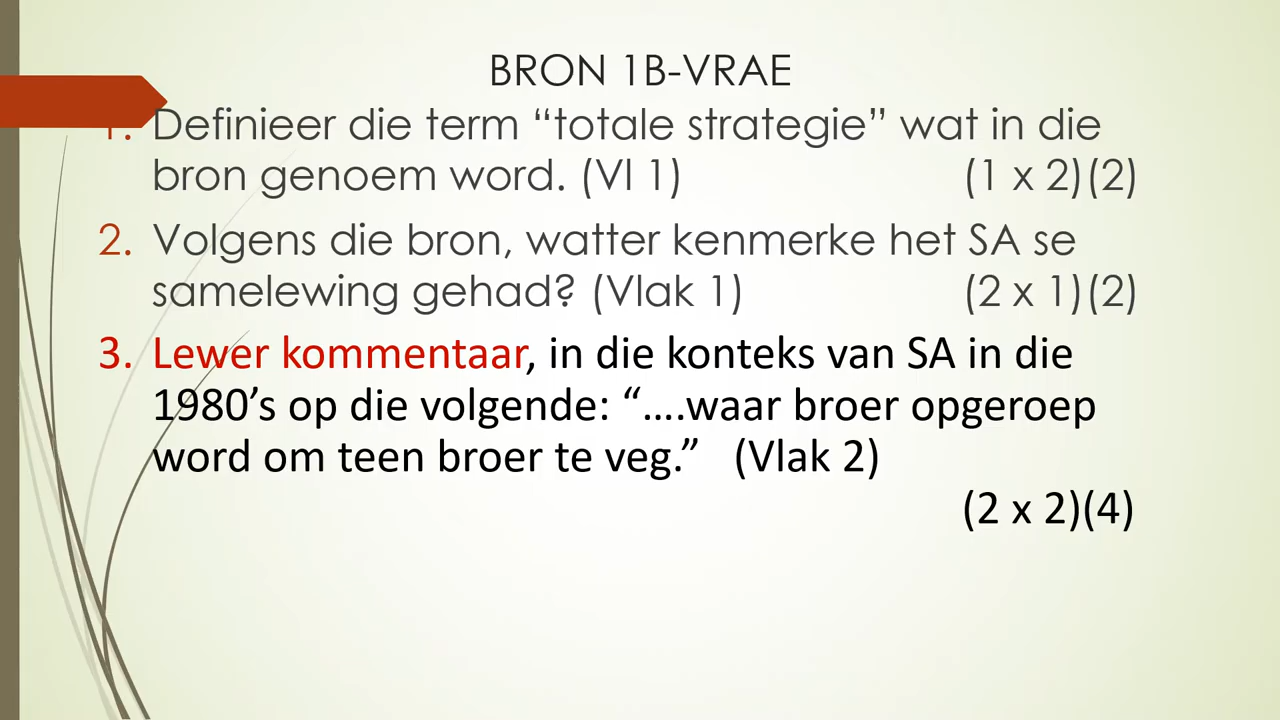 BRON 1B-VRAE
1. Definieer die term “totale strategie” wat in die
bron genoem word. (Vl 1) (1 x 2)(2)
2. Volgens die bron, watter kenmerke het SA se
samelewing gehad? (Vlak 1) (2 x 1)(2)
3. Lewer kommentaar, in die konteks van SA in die
1980’s op die volgende: “….waar broer opgeroep
word om teen broer te veg.” (Vlak 2)
(2 x 2)(4)